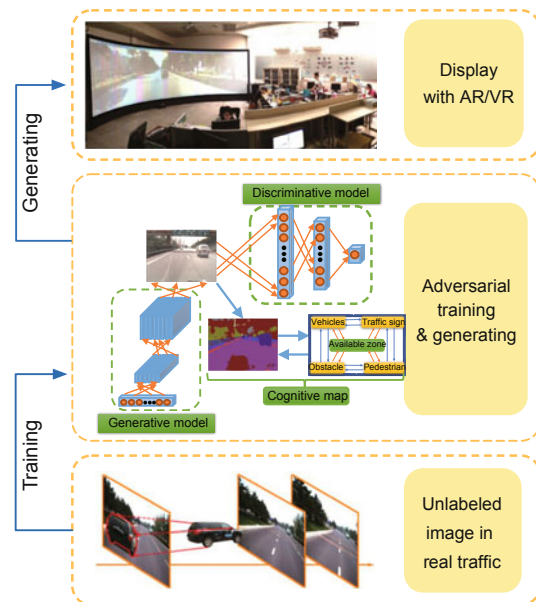 Generating
Display
with AR/VR
Discriminative model
Adversarial
training
& generating
Vehicles
Traffic sign
Available zone
Obstacle
Pedestrian
Cognitive map
Generative model
Training
Unlabeled
image in
real traffic